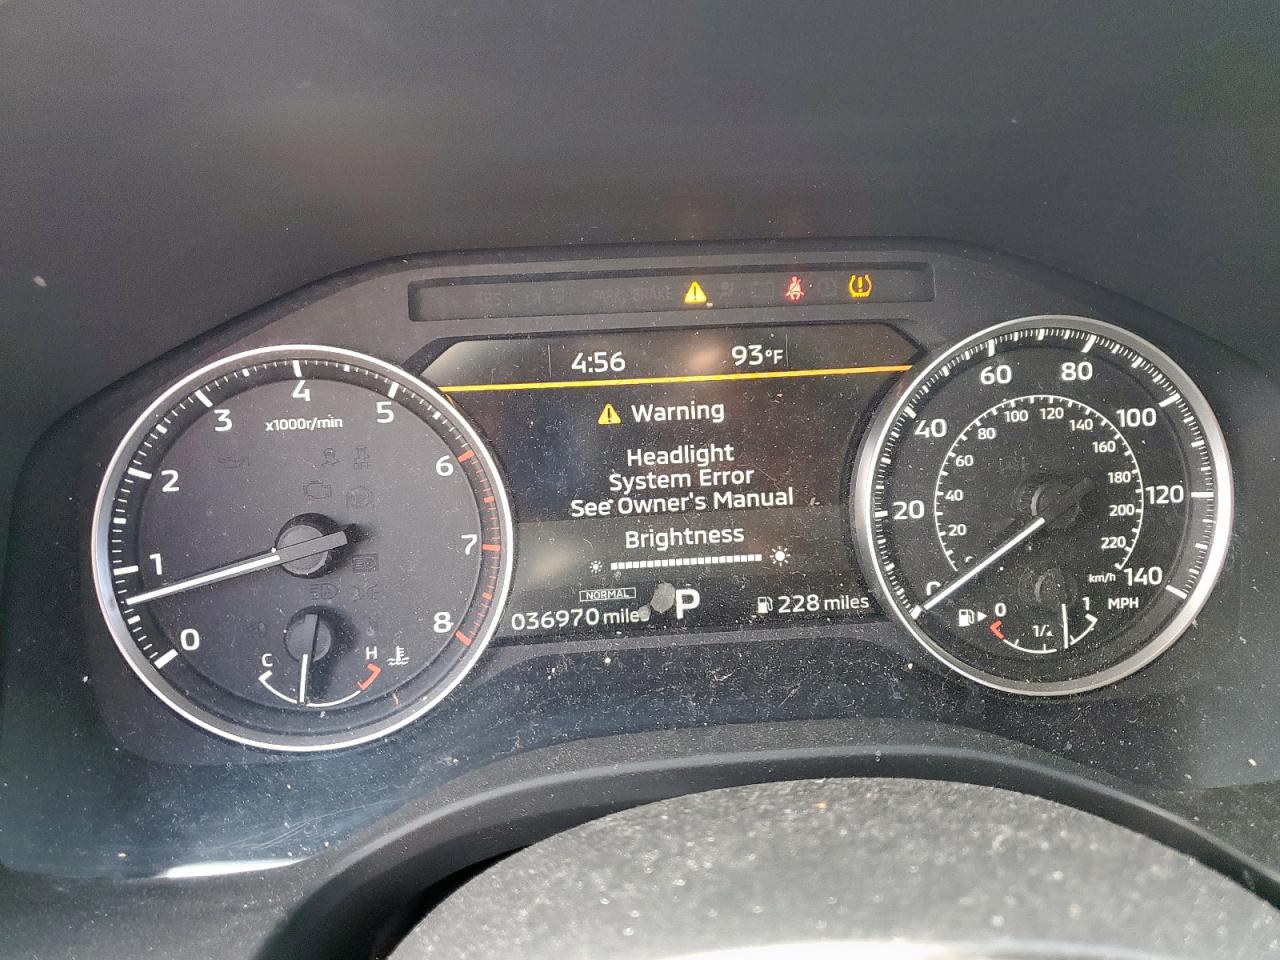 BRAKE
4:56 93°F
Warning
Headlight
System Error
See Owner's Manual
Brightness
NORMAL
036970 miles
P
228 miles
x1000r/min
0
1
2
3
4
5
6
7
8
C
H
0
20
40
60
80
100
120
140
MPH
20
40
60
80
100
120
140
160
180
200
220
km/h
0
1